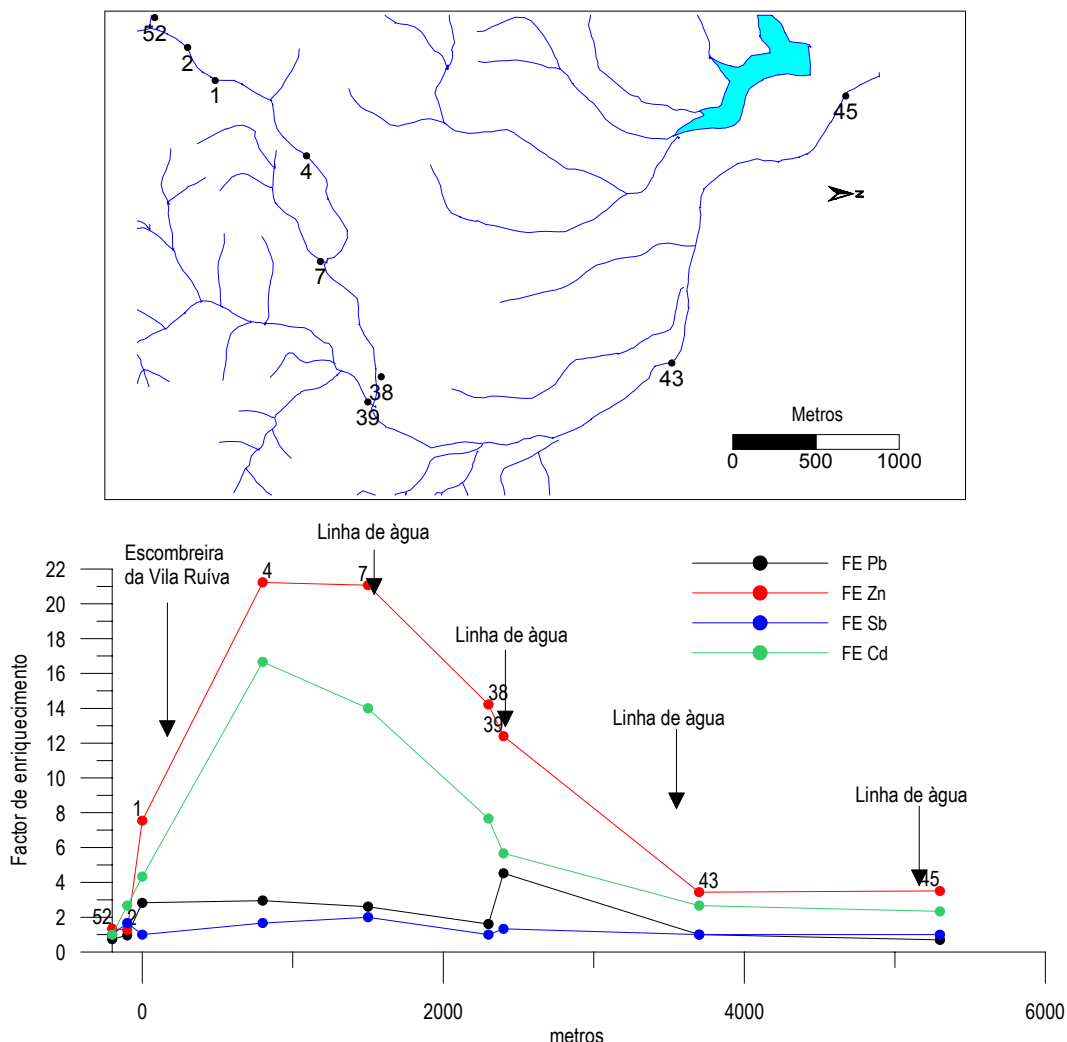 52
2
1
45
4
N
7
38
39
43
Metros
0 500 1000
Linha de àgua
Escombreira
da Vila Ruíva
FE Pb
FE Zn
FE Sb
FE Cd
Factor de enriquecimento
22
20
18
16
14
12
10
8
6
4
2
0
4
7
Linha de àgua
38
39
Linha de àgua
Linha de àgua
1
43
45
52
2
0 2000 4000 6000
metros